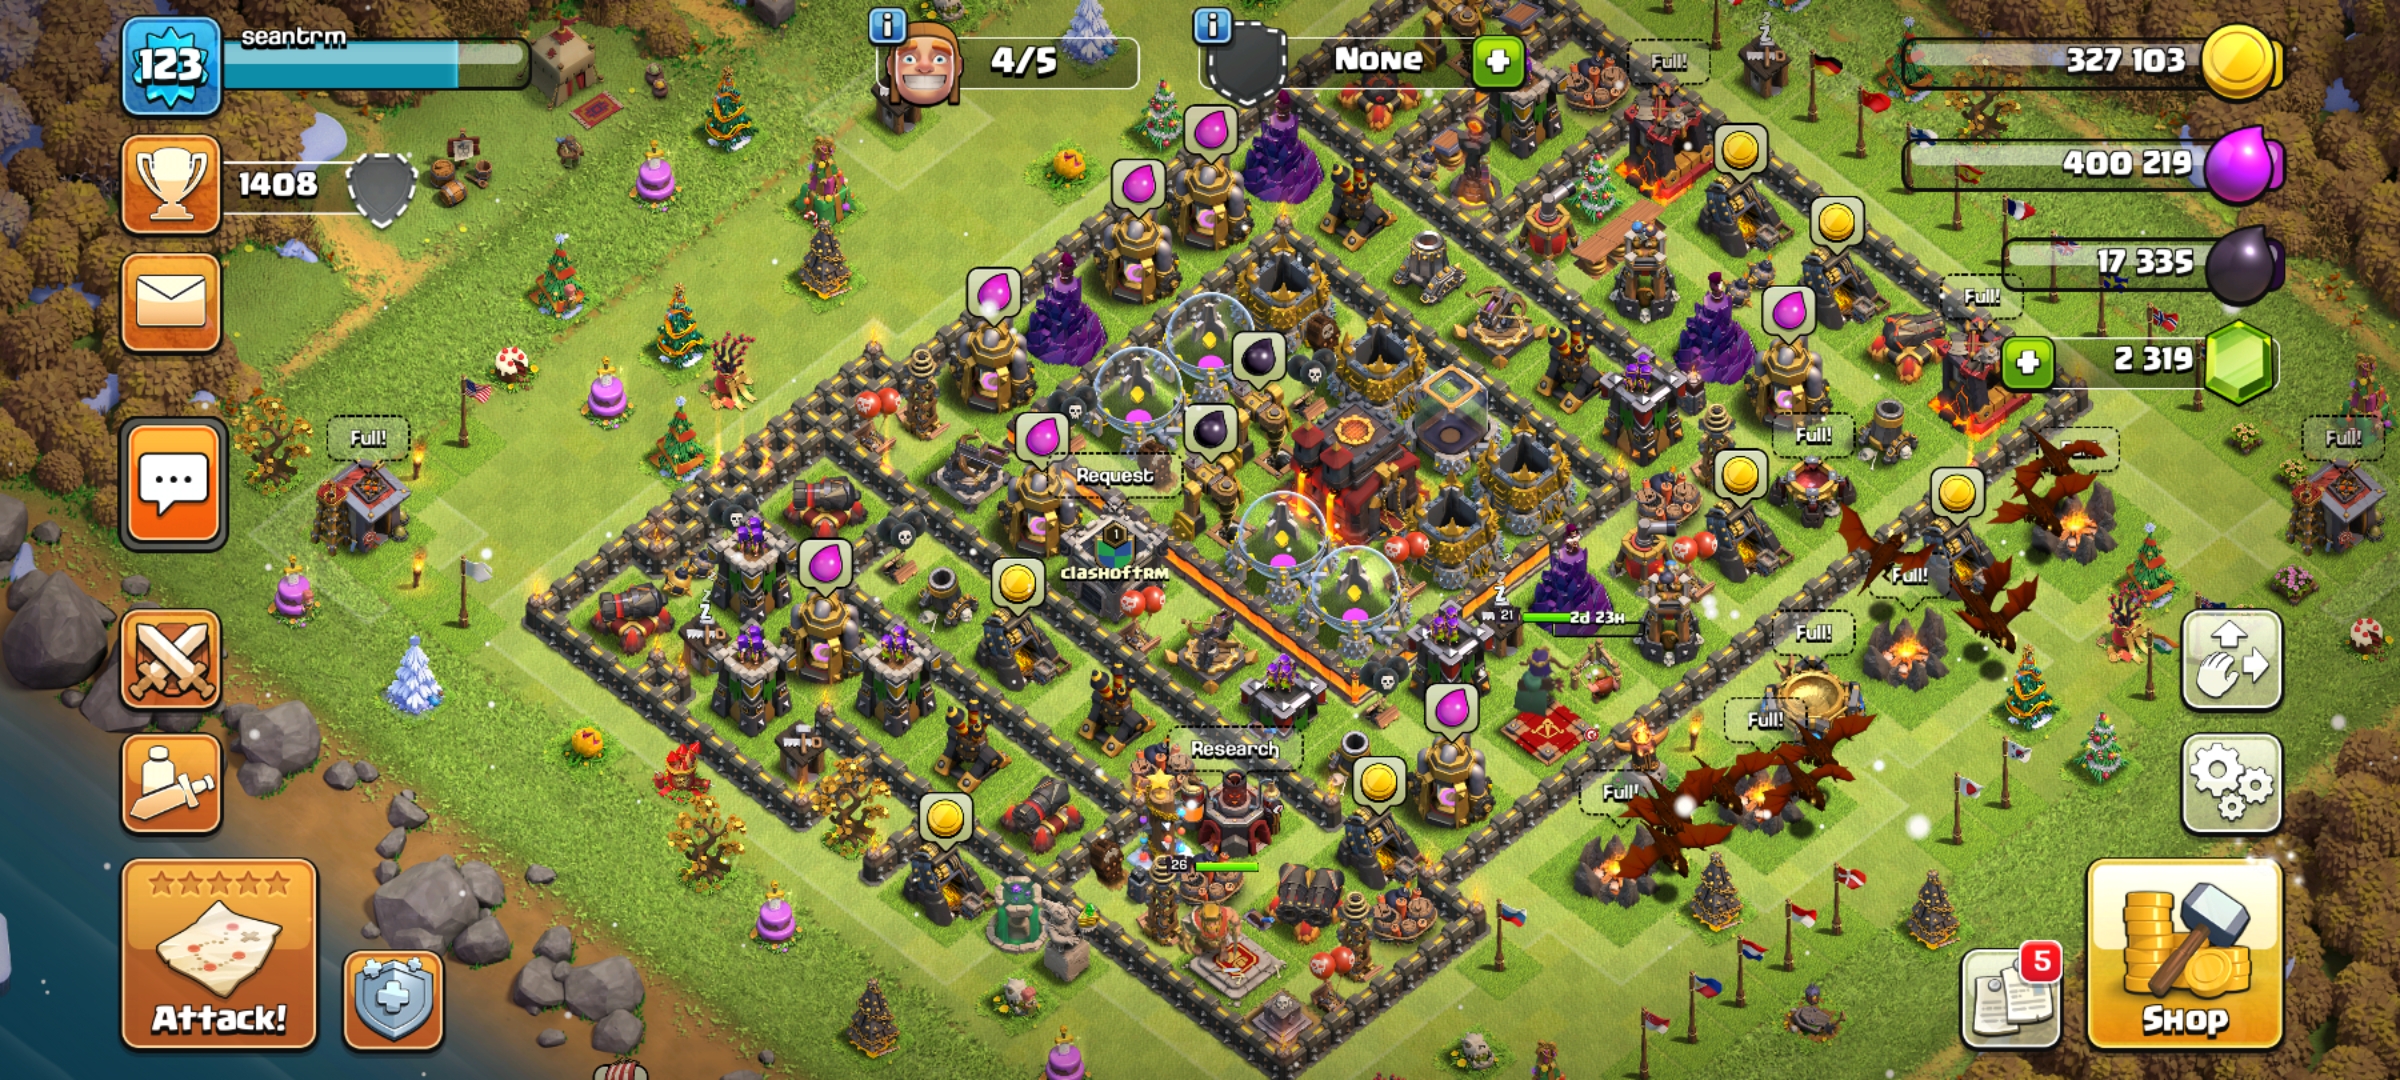 seantrm
123
4/5
None
Full!
327 103
1408
400 219
17 335
Full!
2 319
Full!
Full!
Full!
Request
1
clashoftrm
Full!
21
2d 23h
Full!
Full!
Research
Full!
26
5
Attack!
Shop
z
z
z